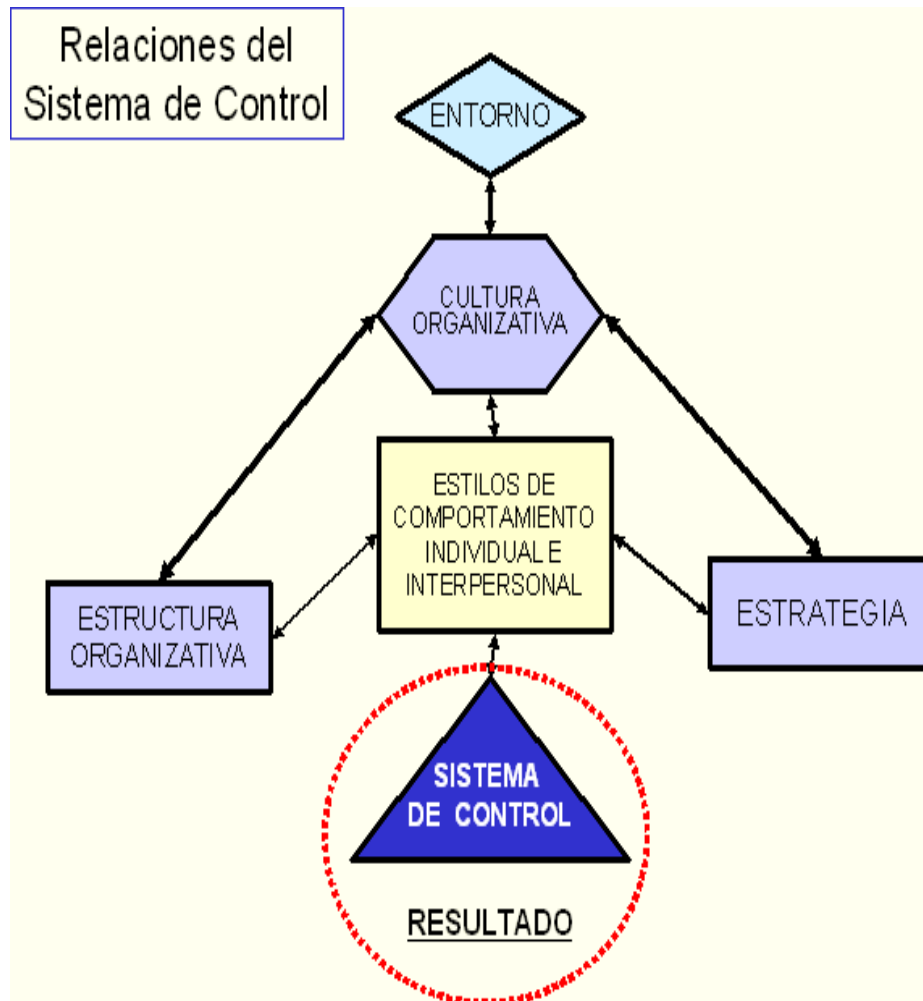 Relaciones del
Sistema de Control
ENTORNO
CULTURA
ORGANIZATIVA
ESTILOS DE
COMPORTAMIENTO
INDIVIDUAL E
INTERPERSONAL
ESTRUCTURA
ORGANIZATIVA
ESTRATEGIA
SISTEMA
DE CONTROL
RESULTADO